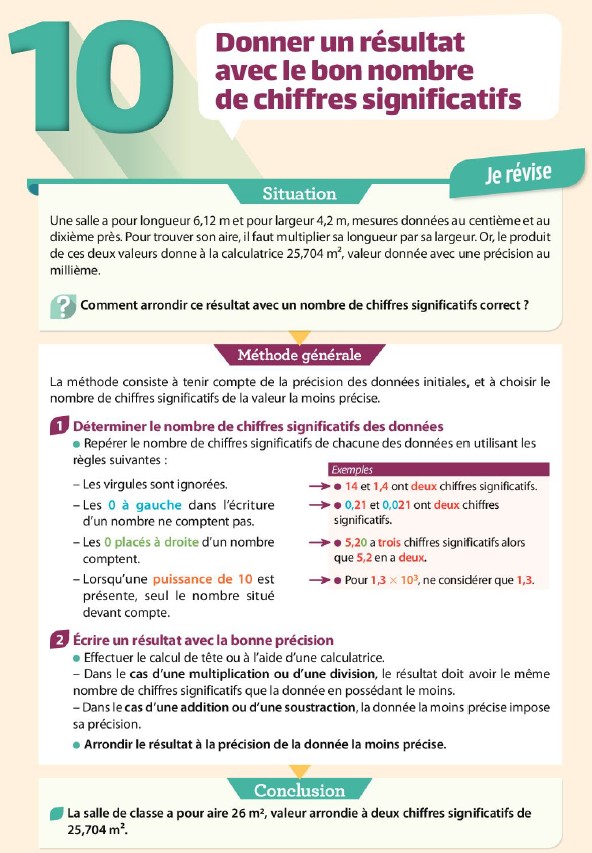 10
Donner un résultat
avec le bon nombre
de chiffres significatifs
Je révise
Situation
Une salle a pour longueur 6,12 m et pour largeur 4,2 m, mesures données au centième et au
dixième près. Pour trouver son aire, il faut multiplier sa longueur par sa largeur. Or, le produit
de ces deux valeurs donne à la calculatrice 25,704 m², valeur donnée avec une précision au
millième.
? Comment arrondir ce résultat avec un nombre de chiffres significatifs correct ?
Méthode générale
La méthode consiste à tenir compte de la précision des données initiales, et à choisir le
nombre de chiffres significatifs de la valeur la moins précise.
1 Déterminer le nombre de chiffres significatifs des données
● Repérer le nombre de chiffres significatifs de chacune des données en utilisant les
règles suivantes :
Exemples
– Les virgules sont ignorées.
● 14 et 1,4 ont deux chiffres significatifs.
– Les 0 à gauche dans l'écriture
d'un nombre ne comptent pas.
● 0,21 et 0,021 ont deux chiffres
significatifs.
– Les 0 placés à droite d'un nombre
comptent.
● 5,20 a trois chiffres significatifs alors
que 5,2 en a deux.
– Lorsqu'une puissance de 10 est
présente, seul le nombre situé
devant compte.
● Pour 1,3 × 10³, ne considérer que 1,3.
2 Écrire un résultat avec la bonne précision
● Effectuer le calcul de tête ou à l'aide d'une calculatrice.
– Dans le cas d'une multiplication ou d'une division, le résultat doit avoir le même
nombre de chiffres significatifs que la donnée en possédant le moins.
– Dans le cas d'une addition ou d'une soustraction, la donnée la moins précise impose
sa précision.
● Arrondir le résultat à la précision de la donnée la moins précise.
Conclusion
La salle de classe a pour aire 26 m², valeur arrondie à deux chiffres significatifs de
25,704 m².